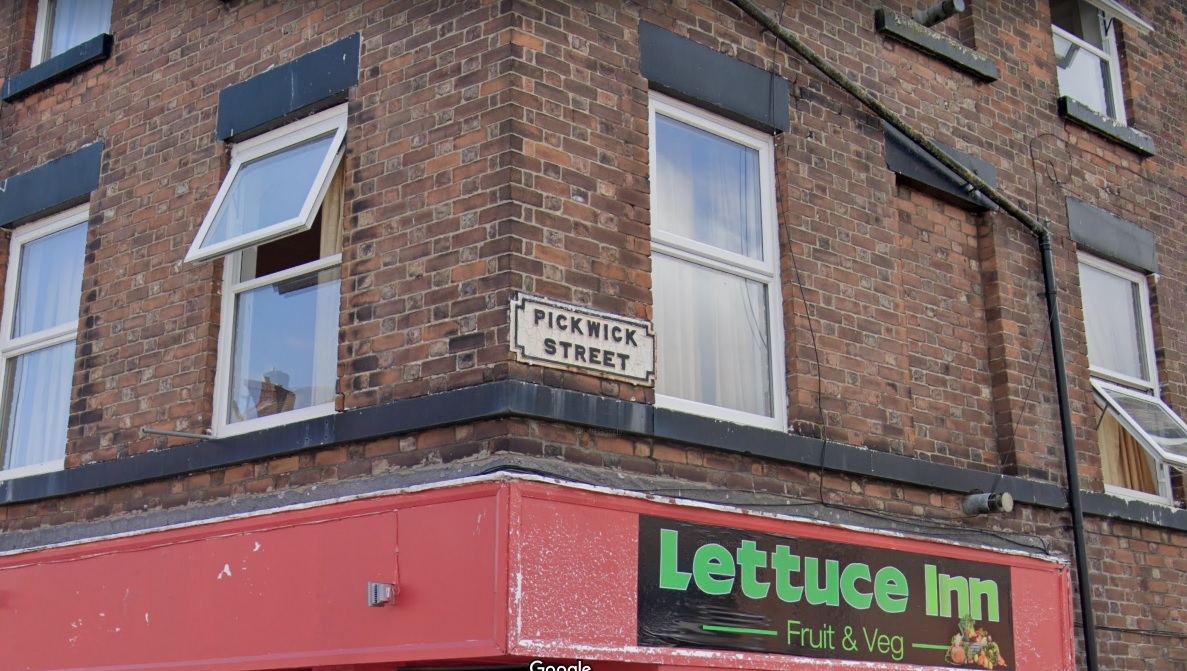 PICKWICK
STREET
Lettuce Inn
Fruit & Veg
Google